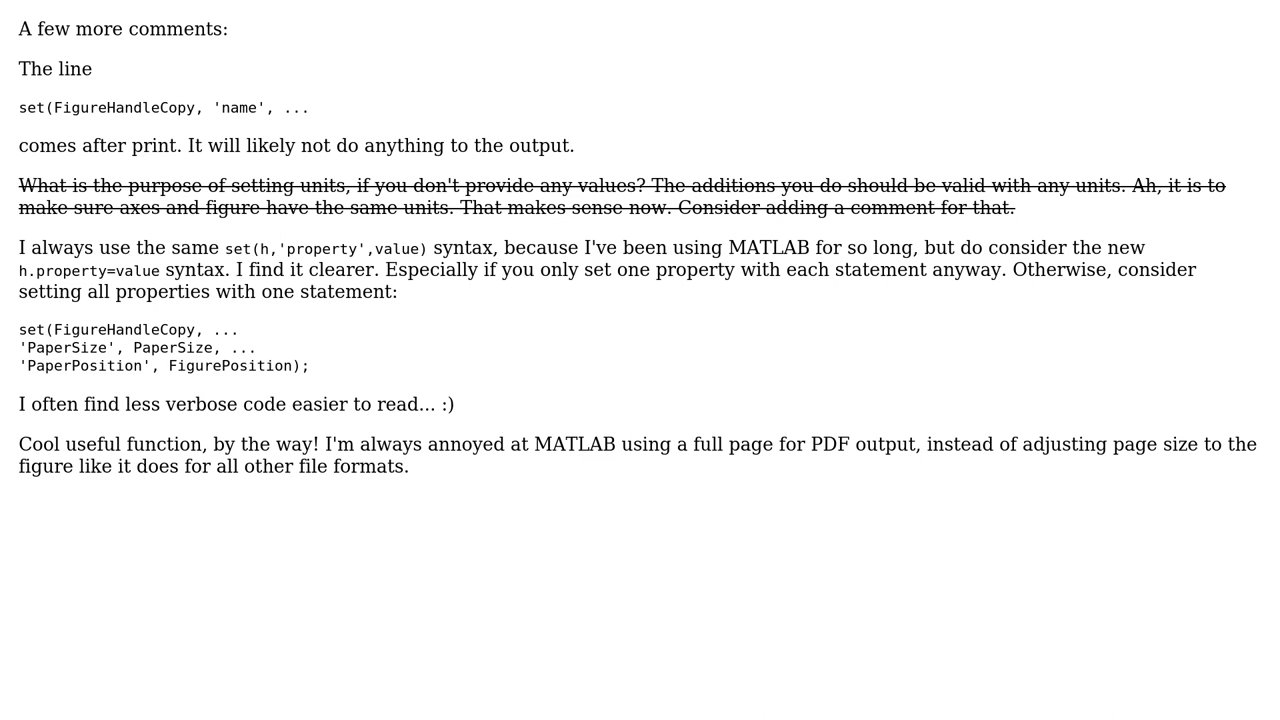 A few more comments:
The line
set(FigureHandleCopy, 'name', ...
comes after print. It will likely not do anything to the output.
What is the purpose of setting units, if you don't provide any values? The additions you do should be valid with any units. Ah, it is to
make sure axes and figure have the same units. That makes sense now. Consider adding a comment for that.
I always use the same set(h,'property',value) syntax, because I've been using MATLAB for so long, but do consider the new
h.property=value syntax. I find it clearer. Especially if you only set one property with each statement anyway. Otherwise, consider
setting all properties with one statement:
set(FigureHandleCopy, ...
'PaperSize', PaperSize, ...
'PaperPosition', FigurePosition);
I often find less verbose code easier to read... :)
Cool useful function, by the way! I'm always annoyed at MATLAB using a full page for PDF output, instead of adjusting page size to the
figure like it does for all other file formats.